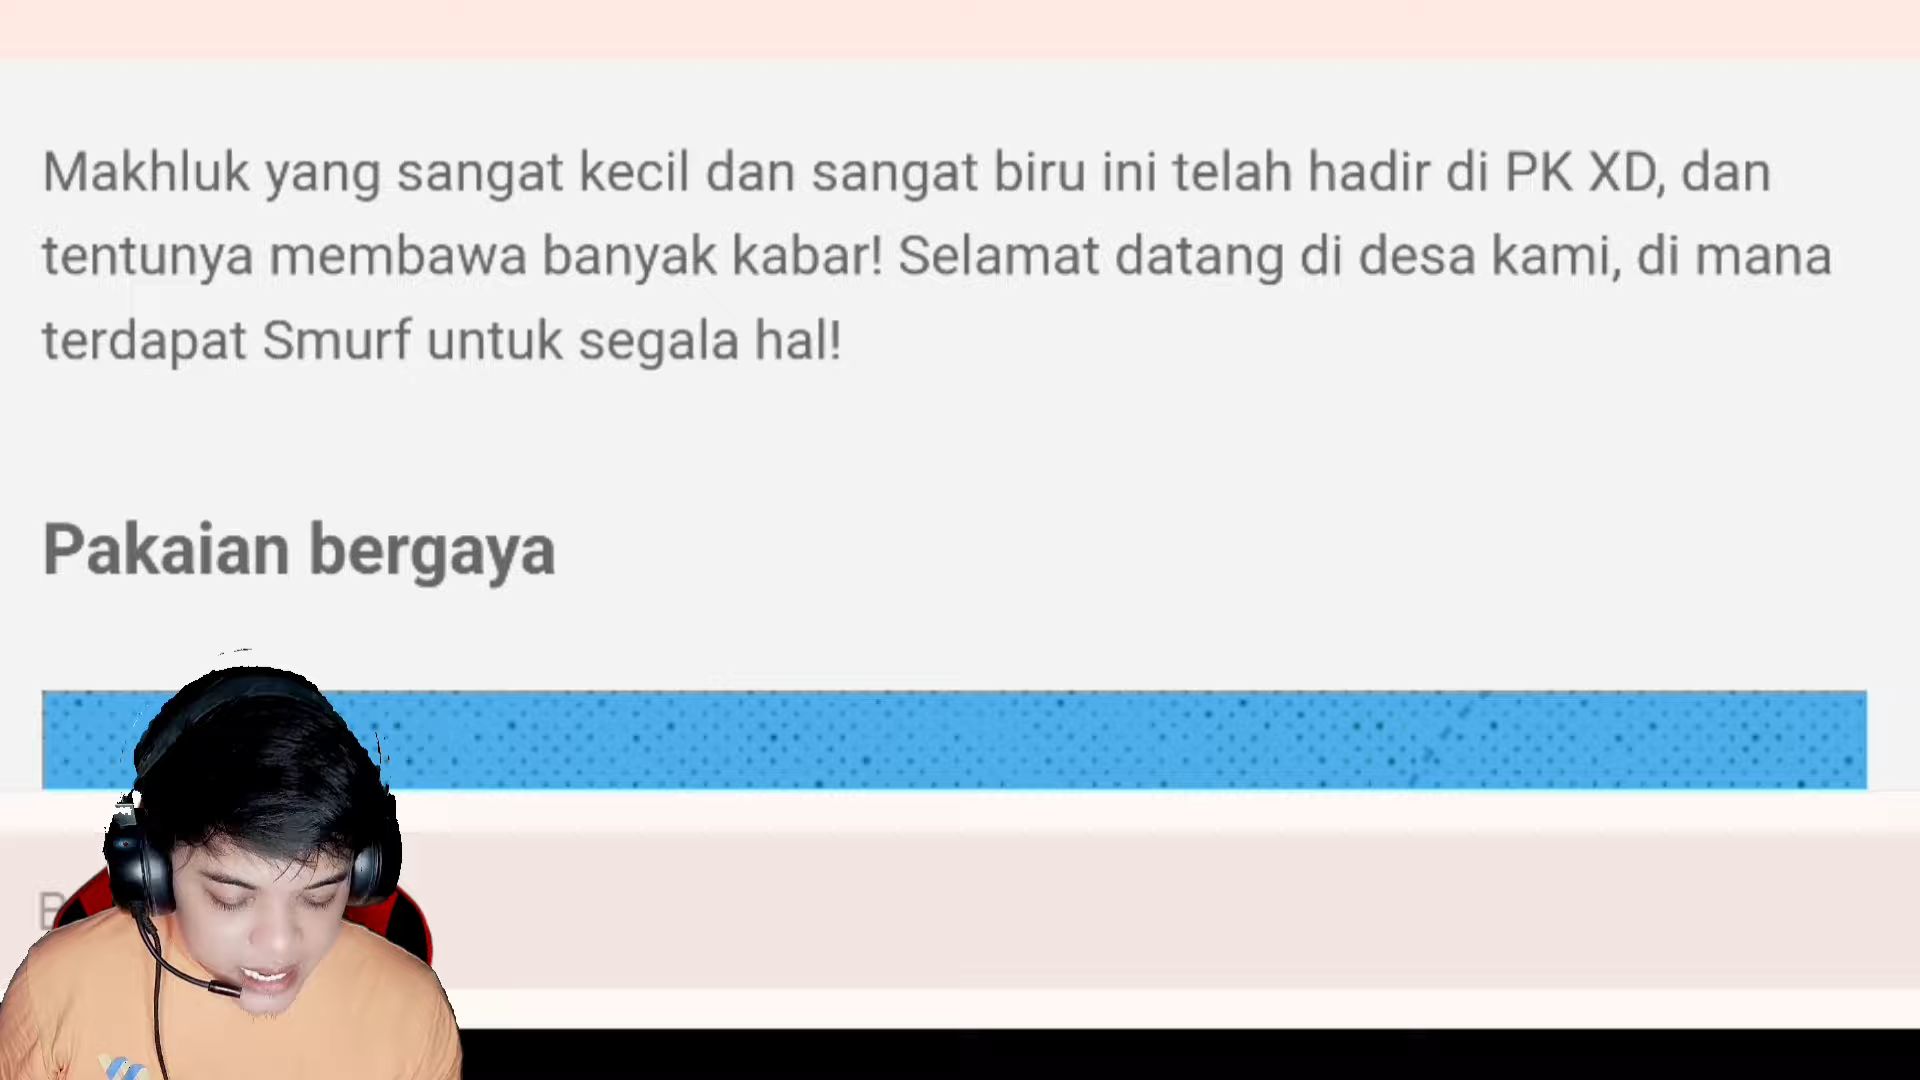 Makhluk yang sangat kecil dan sangat biru ini telah hadir di PK XD, dan
tentunya membawa banyak kabar! Selamat datang di desa kami, di mana
terdapat Smurf untuk segala hal!
Pakaian bergaya